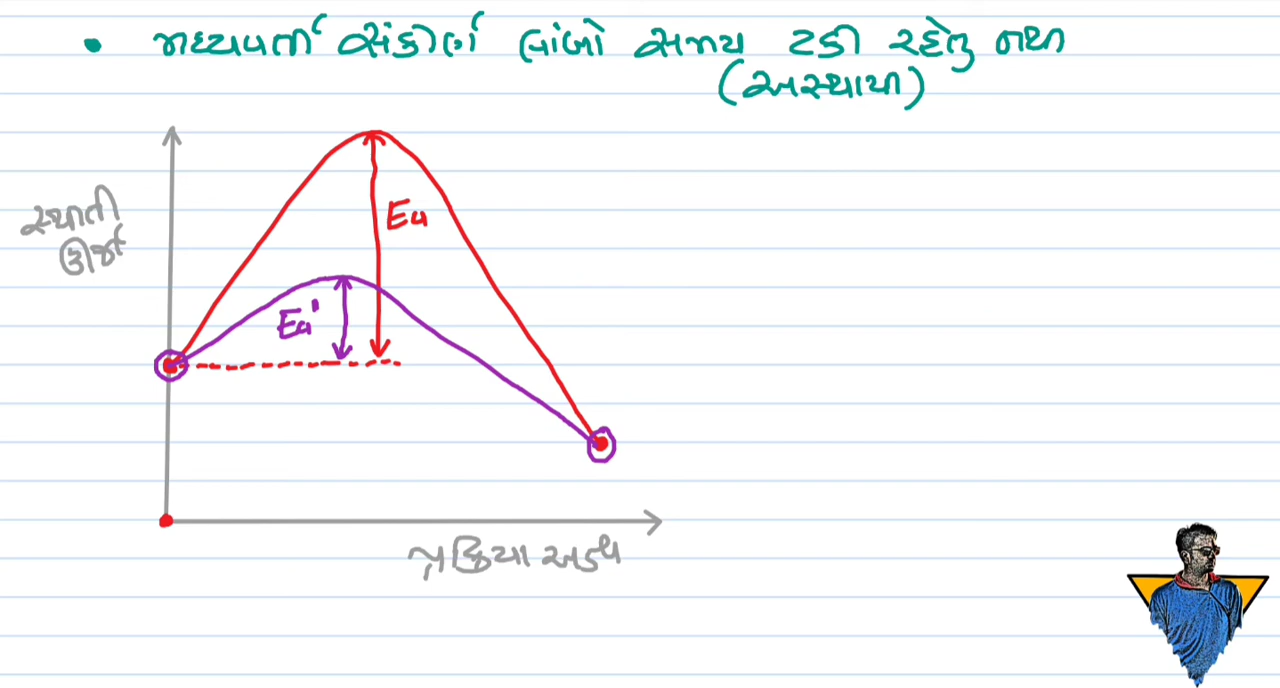 • મધ્યવર્તી સંકીર્ણ લાંબો સમય ટકી રહેતુ નથી
(અસ્થાયી)
સ્થિતી
ઊર્જા
Ea
Ea'
પ્રક્રિયા અક્ષ